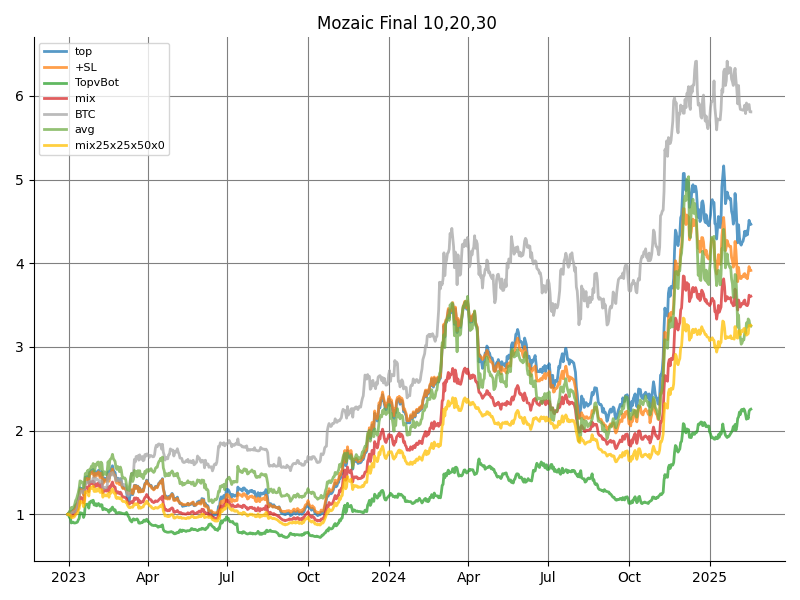 Mozaic Final 10,20,30
top
+SL
TopvBot
mix
BTC
avg
mix25x25x50x0
6
5
4
3
2
1
2023 Apr Jul Oct 2024 Apr Jul Oct 2025